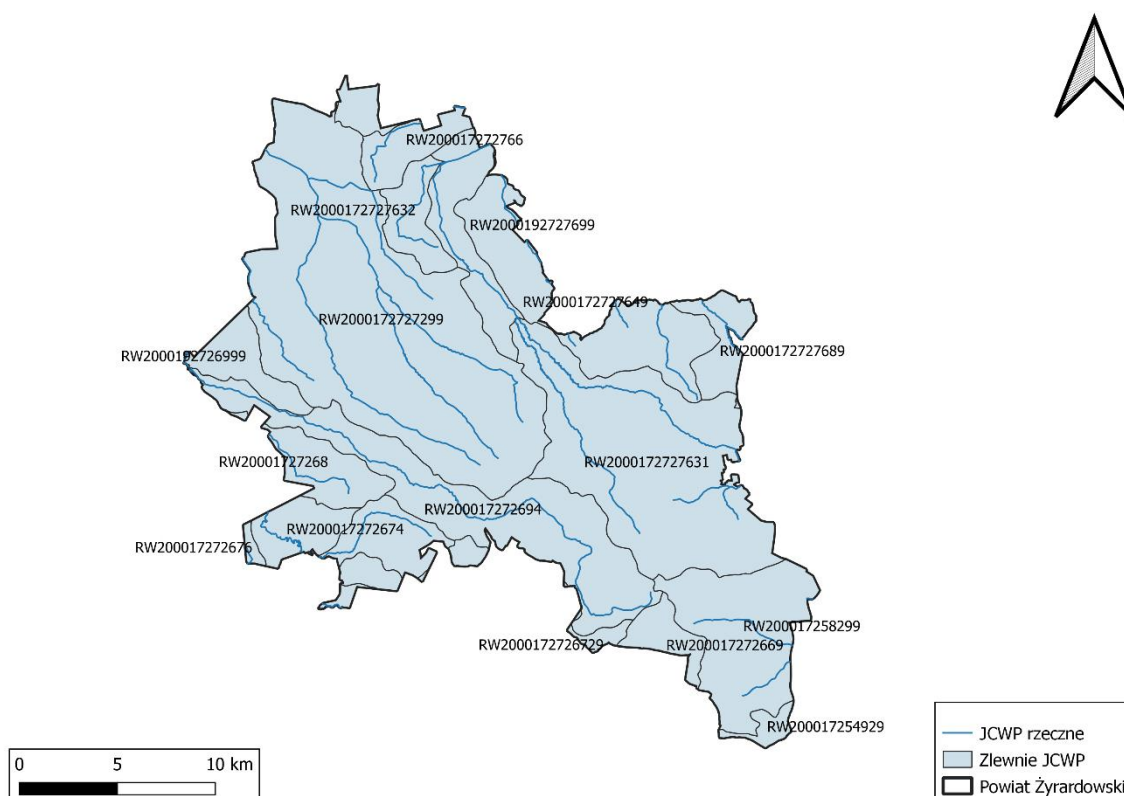 RW200017272766
RW2000172727632
RW2000192727699
RW2000172727649
RW2000172727299
RW2000192726999
RW2000172727689
RW20001727268
RW2000172727631
RW200017272694
RW200017272674
RW200017272676
RW200017258299
RW2000172726729
RW200017272669
RW200017254929
0 5 10 km
JCWP rzeczne
Zlewnie JCWP
Powiat Żyrardowski